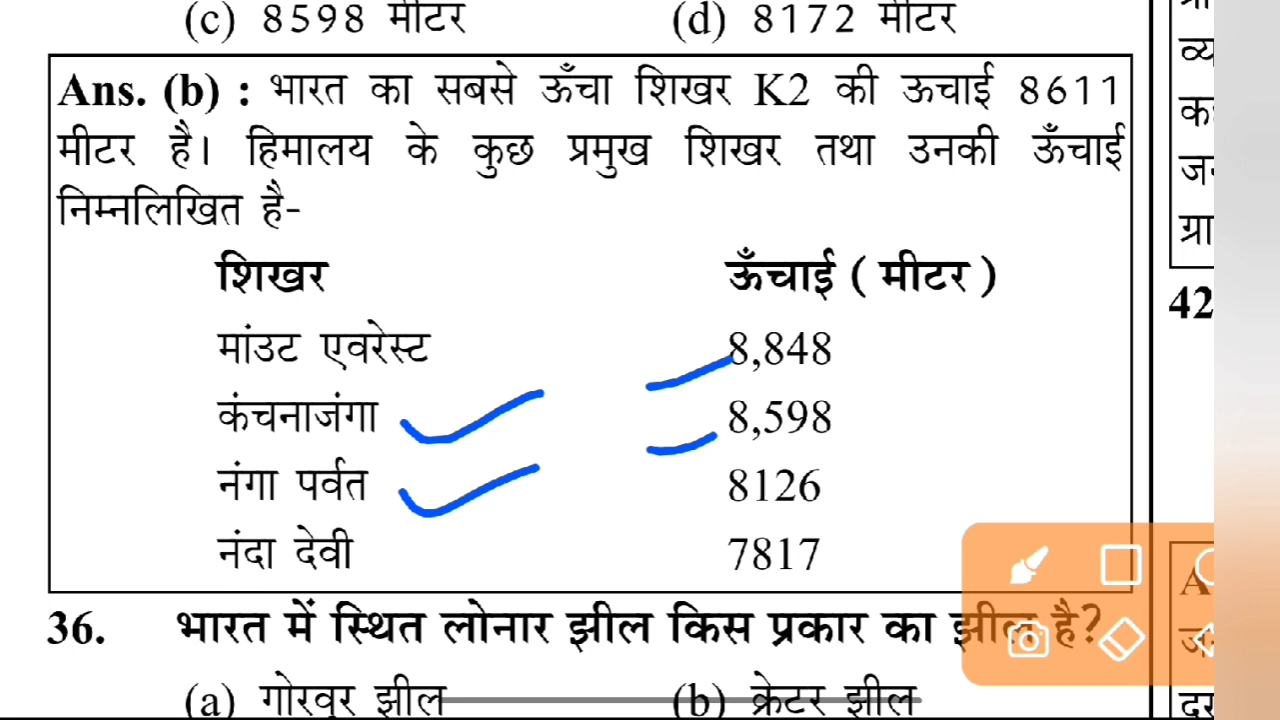 (c) 8598 मीटर (d) 8172 मीटर
Ans. (b) : भारत का सबसे ऊँचा शिखर K2 की ऊचाई 8611
मीटर है। हिमालय के कुछ प्रमुख शिखर तथा उनकी ऊँचाई
निम्नलिखित है-
शिखर ऊँचाई ( मीटर )
मांउट एवरेस्ट 8,848
कंचनाजंगा 8,598
नंगा पर्वत 8126
नंदा देवी 7817
36. भारत में स्थित लोनार झील किस प्रकार का झील है?
(a) गोखुर झील (b) क्रेटर झील
42